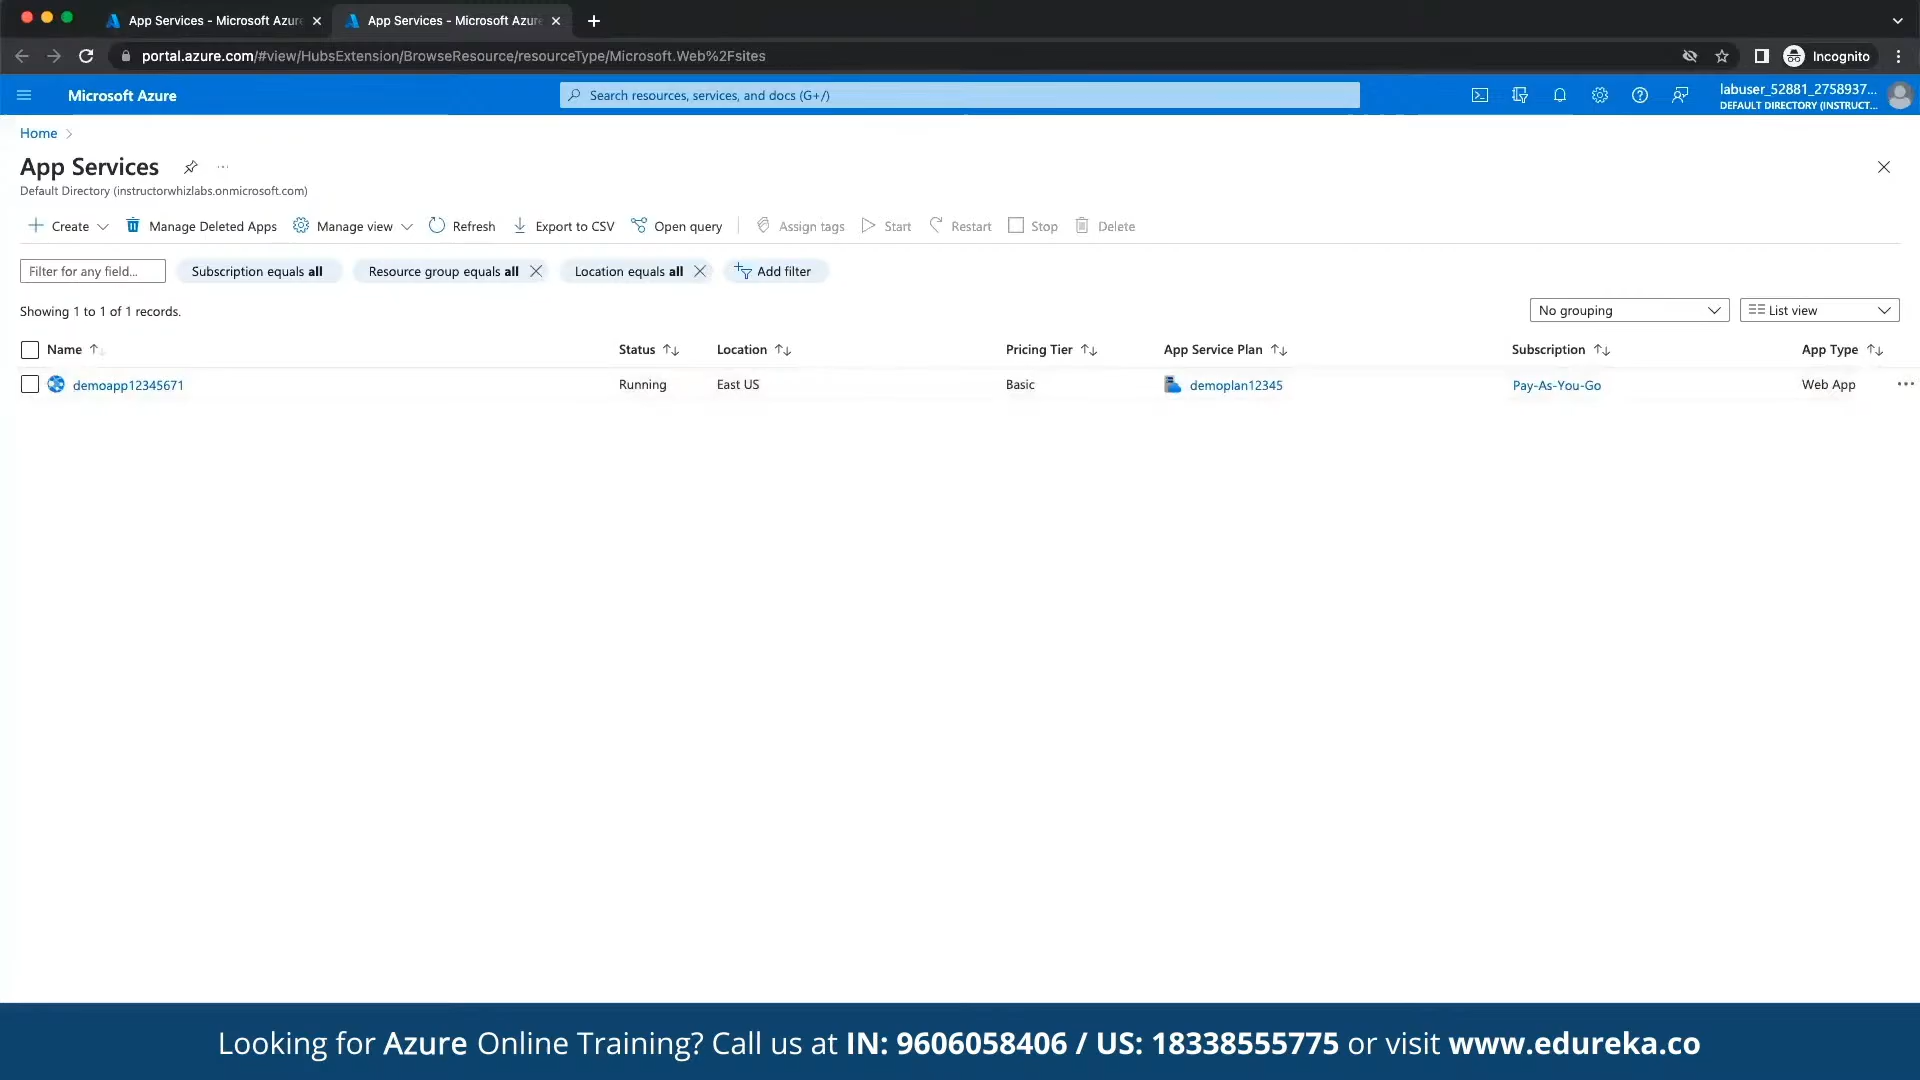 App Services - Microsoft Azure
App Services - Microsoft Azure
portal.azure.com/#view/HubsExtension/BrowseResource/resourceType/Microsoft.Web%2Fsites
Incognito
Microsoft Azure
Search resources, services, and docs (G+/)
labuser_52881_2758937...
DEFAULT DIRECTORY (INSTRUCT...
Home
App Services
Default Directory (instructorwhizlabs.onmicrosoft.com)
Create Manage Deleted Apps Manage view Refresh Export to CSV Open query Assign tags Start Restart Stop Delete
Filter for any field... Subscription equals all Resource group equals all Location equals all Add filter
Showing 1 to 1 of 1 records. No grouping List view
Name Status Location Pricing Tier App Service Plan Subscription App Type
demoapp12345671 Running East US Basic demoplan12345 Pay-As-You-Go Web App
Looking for Azure Online Training? Call us at IN: 9606058406 / US: 18338555775 or visit www.edureka.co